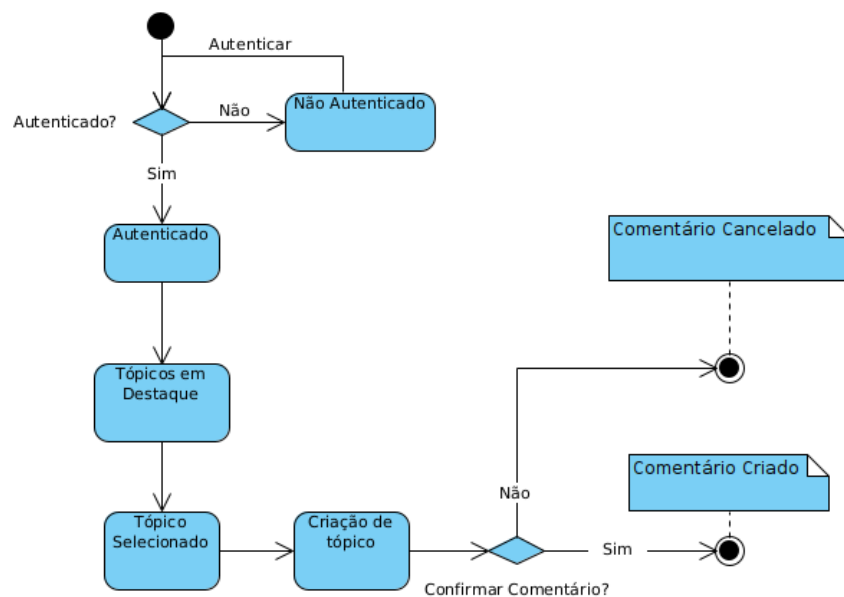 Autenticar
Não Autenticado
Autenticado?
Não
Sim
Autenticado
Comentário Cancelado
Tópicos em
Destaque
Comentário Criado
Não
Tópico
Selecionado
Criação de
tópico
Sim
Confirmar Comentário?